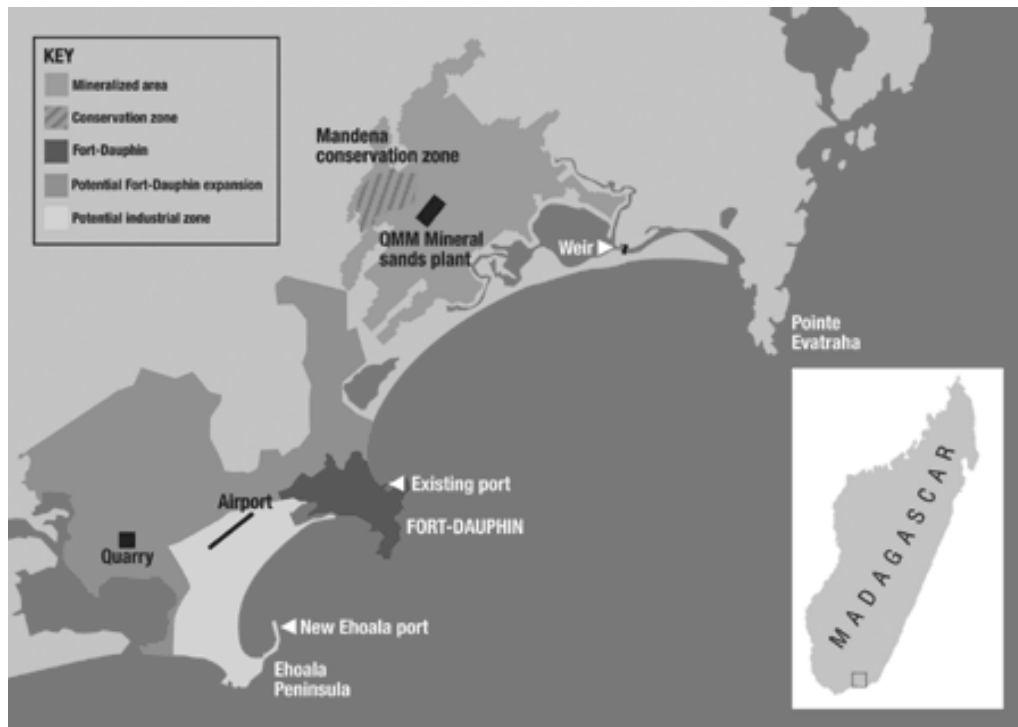 KEY
Mineralized area
Conservation zone
Fort-Dauphin
Potential Fort-Dauphin expansion
Potential industrial zone
Mandena
conservation zone
QMM Mineral
sands plant
Weir
Pointe
Evatraha
Existing port
FORT-DAUPHIN
Airport
Quarry
New Ehoala port
Ehoala
Peninsula
MADAGASCAR